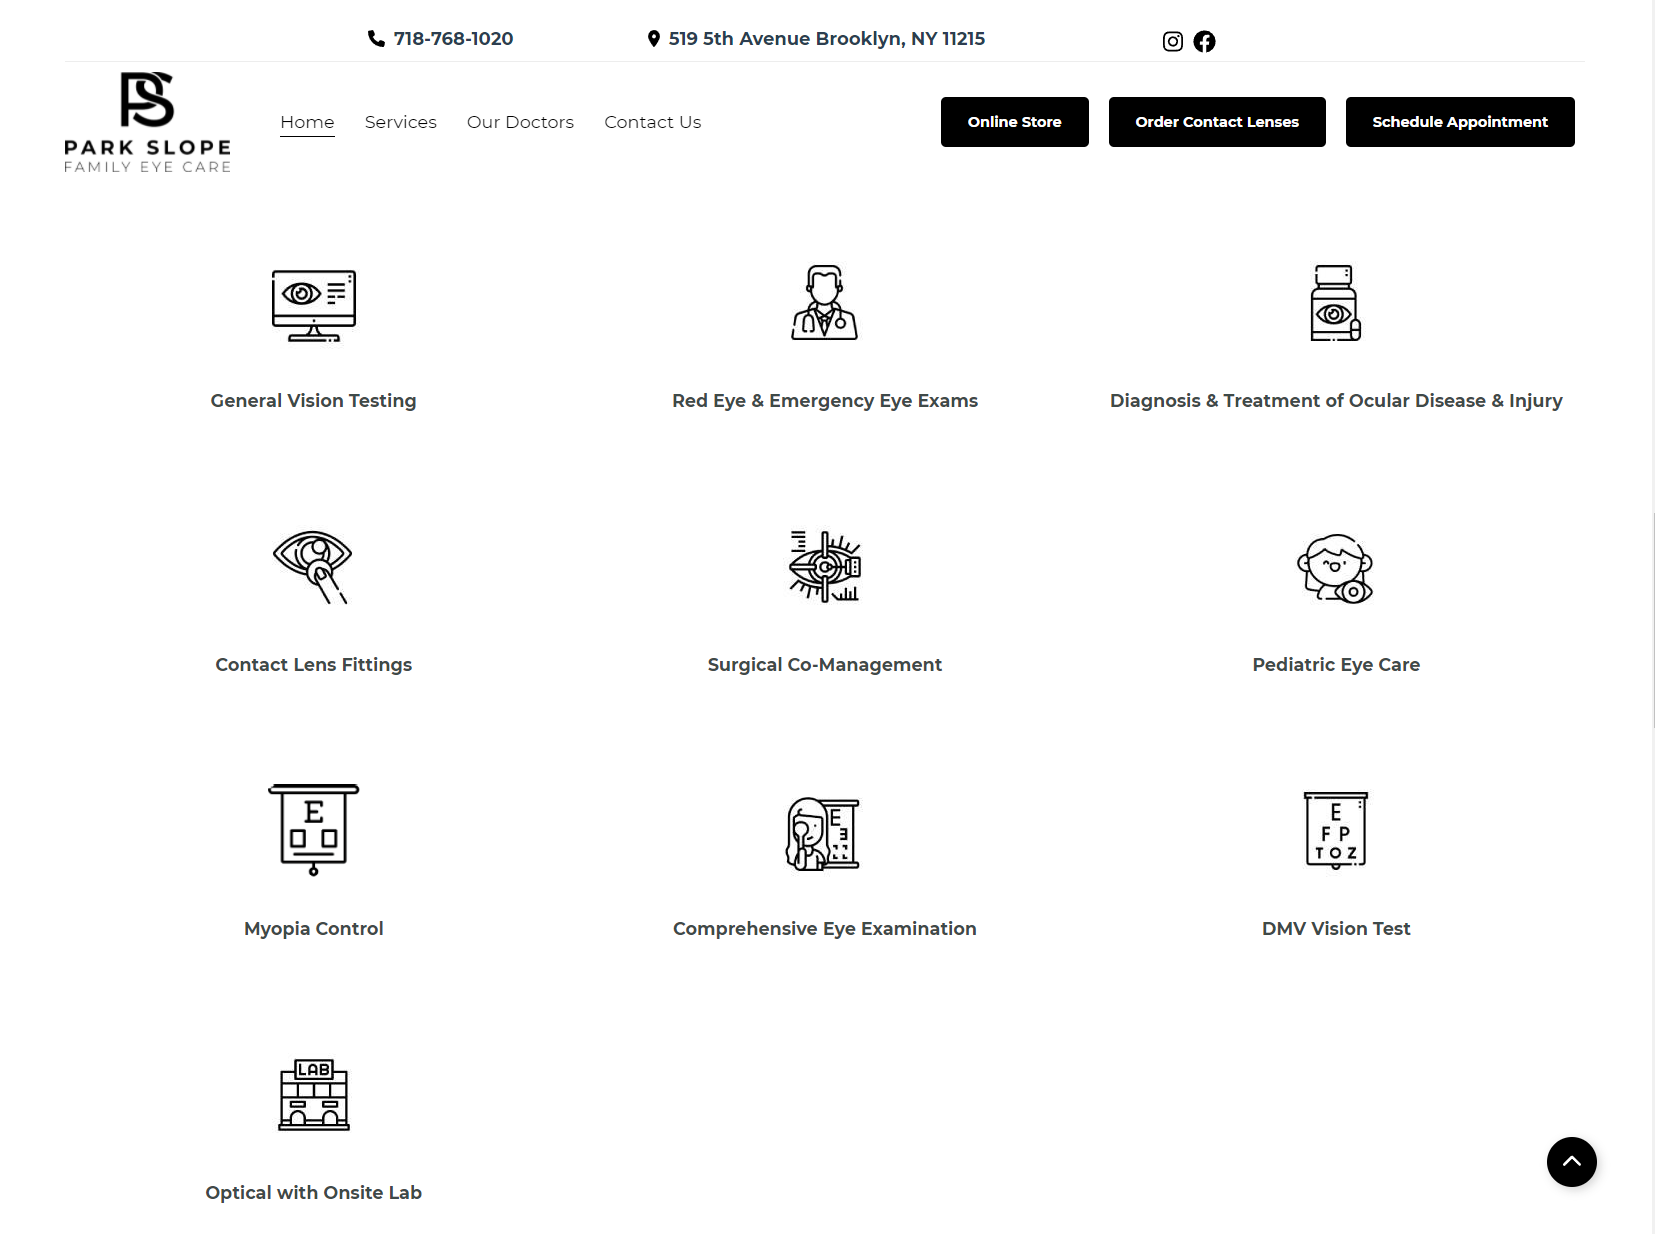 718-768-1020
519 5th Avenue Brooklyn, NY 11215
PS
PARK SLOPE
FAMILY EYE CARE
Home
Services
Our Doctors
Contact Us
Online Store
Order Contact Lenses
Schedule Appointment
General Vision Testing
Red Eye & Emergency Eye Exams
Diagnosis & Treatment of Ocular Disease & Injury
Contact Lens Fittings
Surgical Co-Management
Pediatric Eye Care
E
E
E
F P
T O Z
Myopia Control
Comprehensive Eye Examination
DMV Vision Test
LAB
Optical with Onsite Lab